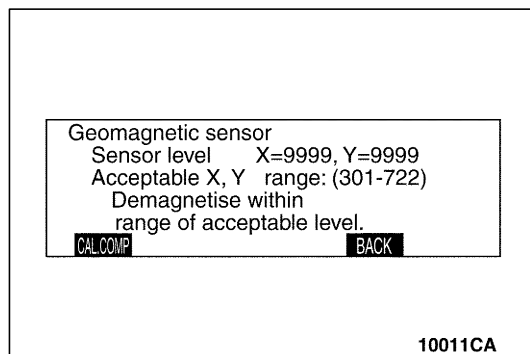 Geomagnetic sensor
Sensor level X=9999, Y=9999
Acceptable X, Y range: (301-722)
Demagnetise within
range of acceptable level.
CAL.COMP BACK
10011CA